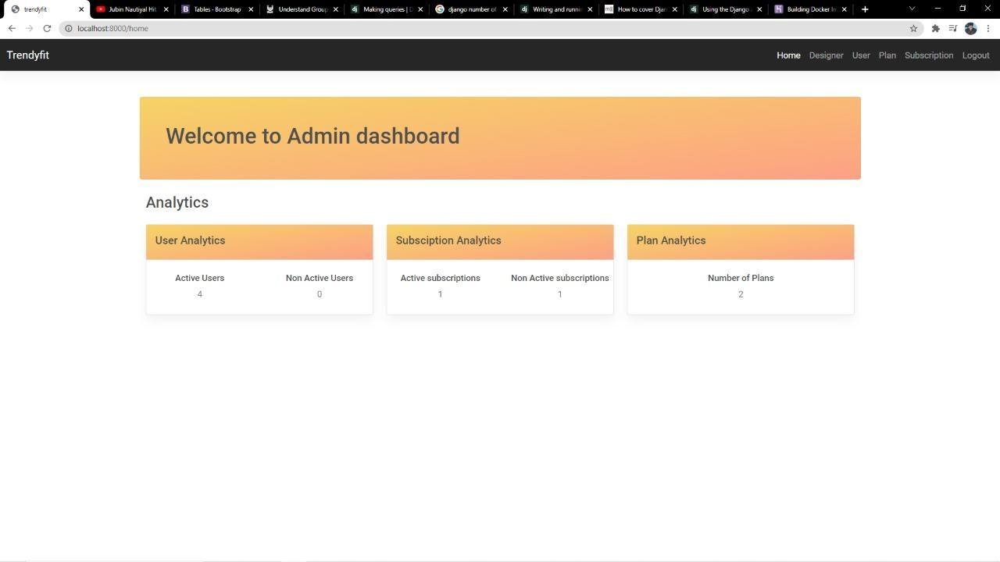 trendyfit
Jubin Nautiyal Hit
Tables · Bootstrap
Understand Group
Making queries | D
django number of
Writing and runnin
How to cover Djan
Using the Django
Building Docker Im
localhost:8000/home
Trendyfit
Home Designer User Plan Subscription Logout
Welcome to Admin dashboard
Analytics
User Analytics
Active Users Non Active Users
4 0
Subsciption Analytics
Active subscriptions Non Active subscriptions
1 1
Plan Analytics
Number of Plans
2